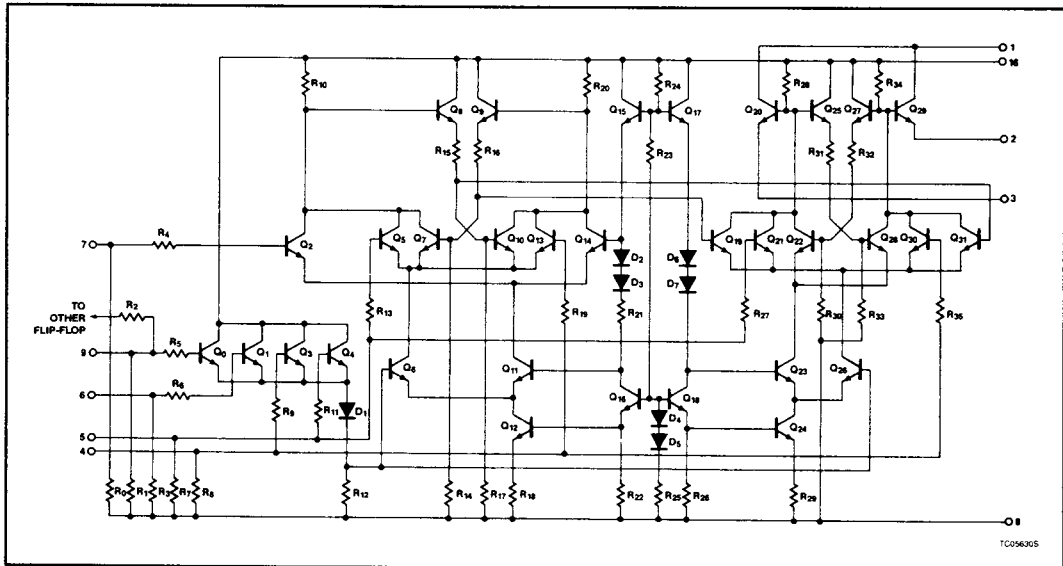 1
16
R10
R20
R24
R28
R34
Q8
Q9
Q15
Q17
Q20
Q25
Q27
Q29
2
R15
R16
R23
R31
R32
3
R4
7
Q2
Q5
Q7
Q10
Q13
Q14
D2
D6
Q19
Q21
Q22
Q28
Q30
Q31
TO
OTHER
FLIP-FLOP
R2
D3
D7
R13
R19
R21
R27
R30
R33
R35
9
R5
Q0
Q1
Q3
Q4
Q6
Q11
Q23
Q26
6
R6
Q16
Q18
D4
R9
R11
D1
Q12
Q24
5
D5
4
R0
R1
R3
R7
R8
R12
R14
R17
R18
R22
R25
R26
R29
8
TC05630S